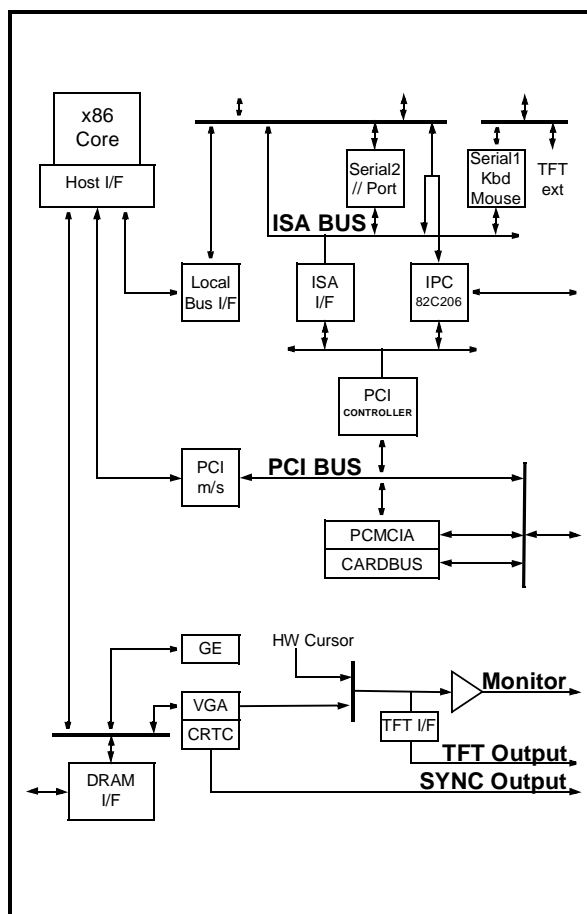 x86
Core
Host I/F
Serial2
// Port
Serial1
Kbd
Mouse
TFT
ext
ISA BUS
Local
Bus I/F
ISA
I/F
IPC
82C206
PCI
CONTROLLER
PCI
m/s
PCI BUS
PCMCIA
CARDBUS
GE
HW Cursor
VGA
CRTC
Monitor
TFT I/F
TFT Output
SYNC Output
DRAM
I/F